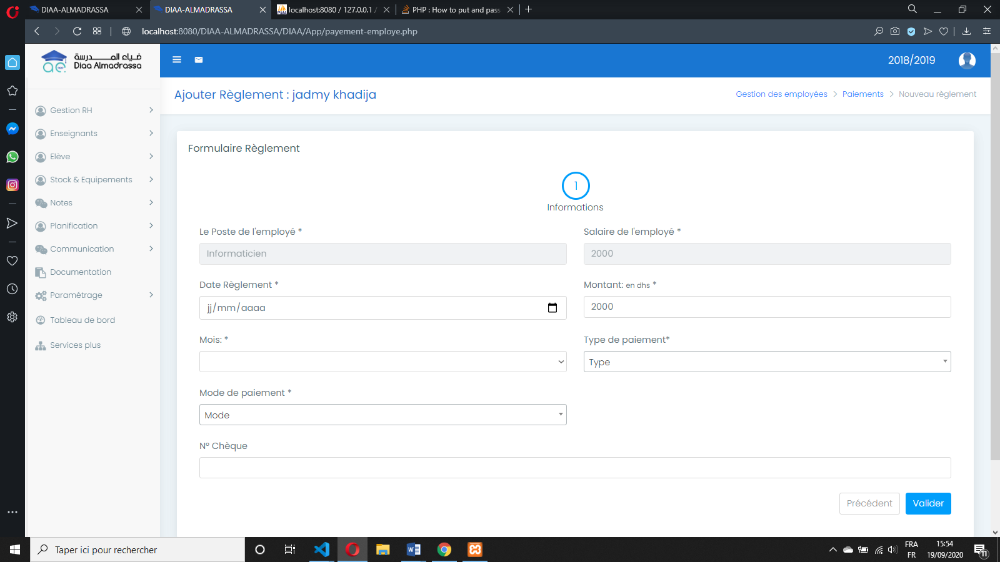 DIAA-ALMADRASSA
DIAA-ALMADRASSA
localhost:8080 / 127.0.0.1 /
PHP : How to put and pass
localhost:8080/DIAA-ALMADRASSA/DIAA/App/payement-employe.php
ضياء المدرسة
Diaa Almadrassa
2018/2019
Ajouter Règlement : jadmy khadija
Gestion des employées > Paiements > Nouveau règlement
Gestion RH
Enseignants
Elève
Stock & Equipements
Notes
Planification
Communication
Documentation
Paramétrage
Tableau de bord
Services plus
Formulaire Règlement
1
Informations
Le Poste de l'employé *
Salaire de l'employé *
Informaticien
2000
Date Règlement *
Montant: en dhs *
jj/mm/aaaa
2000
Mois: *
Type de paiement*
Type
Mode de paiement *
Mode
N° Chèque
Précédent
Valider
Taper ici pour rechercher
FRA
FR
15:54
19/09/2020
11